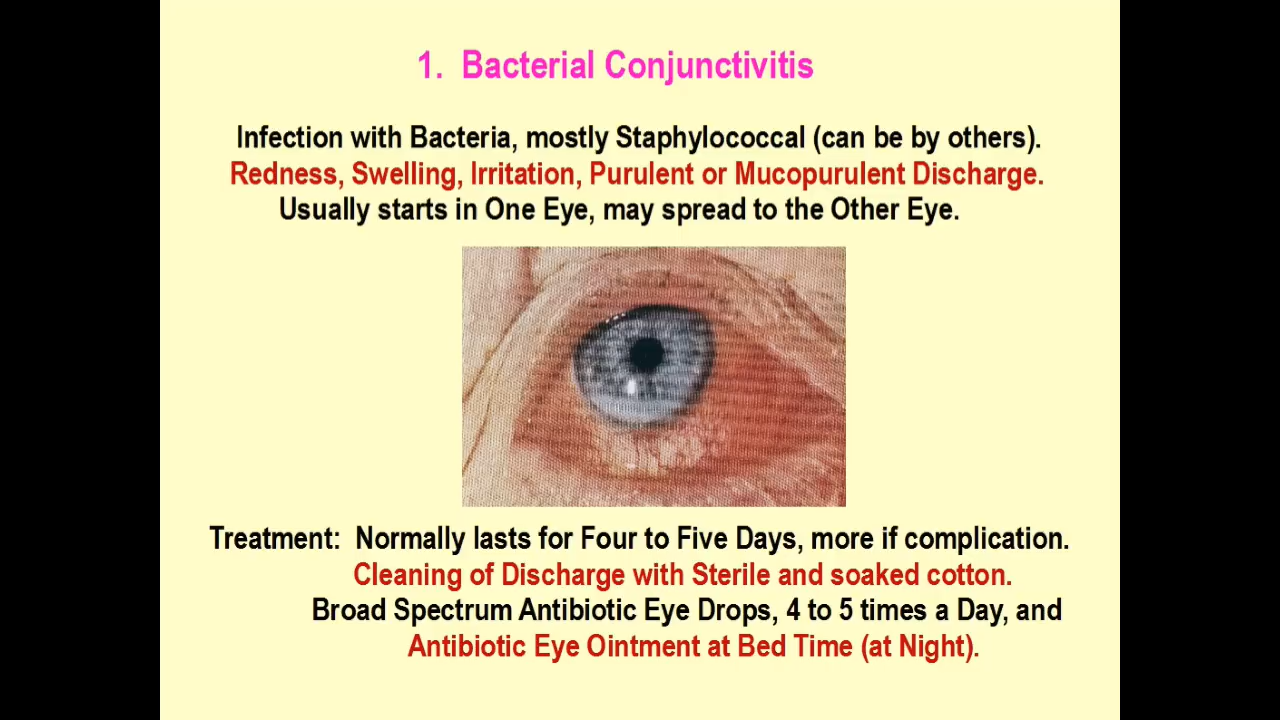 1. Bacterial Conjunctivitis
Infection with Bacteria, mostly Staphylococcal (can be by others).
Redness, Swelling, Irritation, Purulent or Mucopurulent Discharge.
Usually starts in One Eye, may spread to the Other Eye.
Treatment: Normally lasts for Four to Five Days, more if complication.
Cleaning of Discharge with Sterile and soaked cotton.
Broad Spectrum Antibiotic Eye Drops, 4 to 5 times a Day, and
Antibiotic Eye Ointment at Bed Time (at Night).